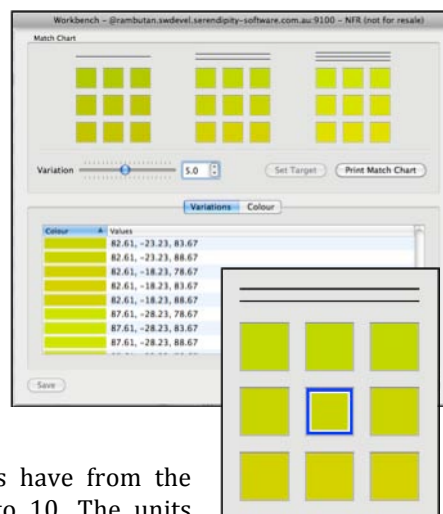 Workbench – @rambutan.swdevel.serendipity-software.com.au:9100 – NFR (not for resale)
Match Chart
Variation
5.0
Set Target
Print Match Chart
Variations
Colour
Colour
Values
82.61, -23.23, 83.67
82.61, -23.23, 88.67
82.61, -18.23, 78.67
82.61, -18.23, 83.67
82.61, -18.23, 88.67
87.61, -28.23, 78.67
87.61, -28.23, 83.67
87.61, -28.23, 88.67
Save
s have from the
to 10. The units